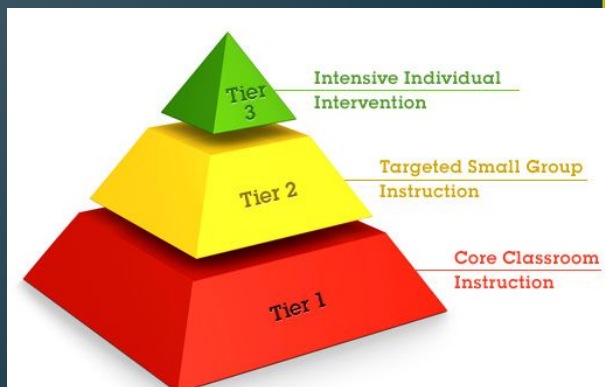 Tier
3
Intensive Individual
Intervention
Tier 2
Targeted Small Group
Instruction
Core Classroom
Instruction
Tier 1